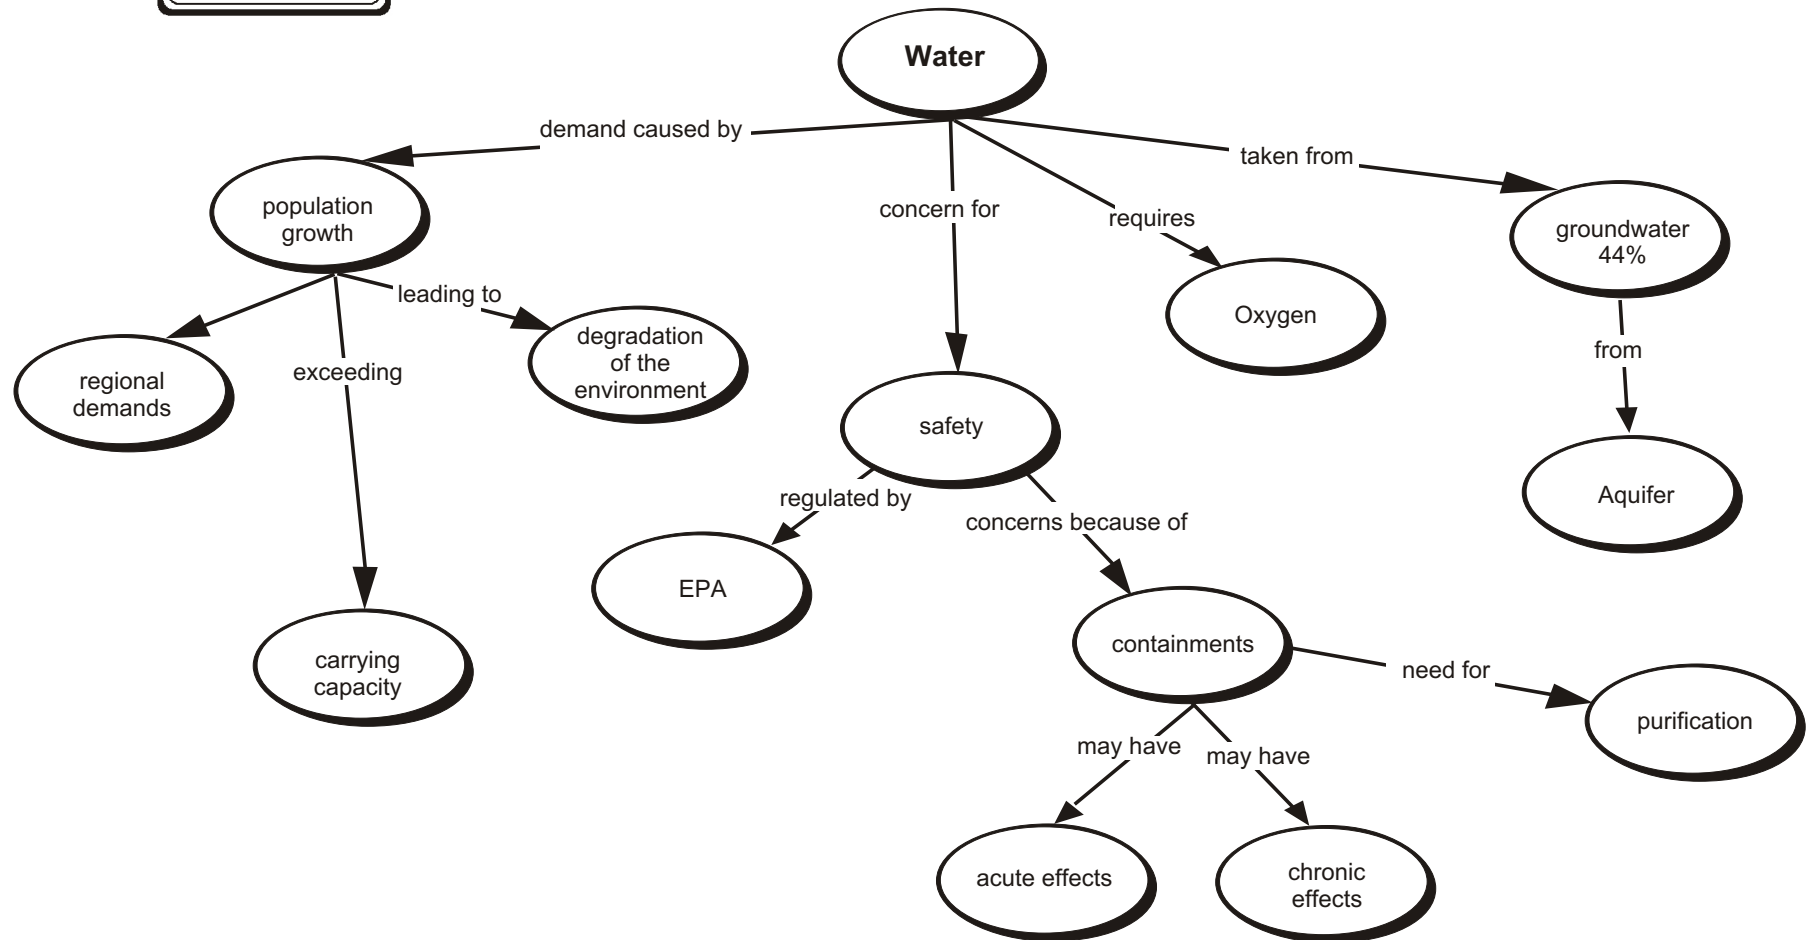 Water
demand caused by
taken from
population
growth
concern for
requires
groundwater
44%
leading to
Oxygen
degradation
of the
environment
from
exceeding
regional
demands
safety
regulated by
Aquifer
concerns because of
EPA
containments
carrying
capacity
need for
purification
may have
may have
acute effects
chronic
effects